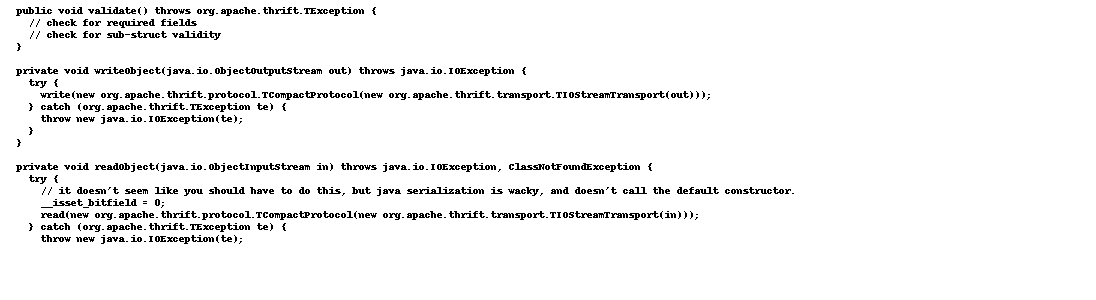 public void validate() throws org.apache.thrift.TException {
// check for required fields
// check for sub-struct validity
}
private void writeObject(java.io.ObjectOutputStream out) throws java.io.IOException {
try {
write(new org.apache.thrift.protocol.TCompactProtocol(new org.apache.thrift.transport.TIOStreamTransport(out)));
} catch (org.apache.thrift.TException te) {
throw new java.io.IOException(te);
}
}
private void readObject(java.io.ObjectInputStream in) throws java.io.IOException, ClassNotFoundException {
try {
// it doesn't seem like you should have to do this, but java serialization is wacky, and doesn't call the default constructor.
__isset_bitfield = 0;
read(new org.apache.thrift.protocol.TCompactProtocol(new org.apache.thrift.transport.TIOStreamTransport(in)));
} catch (org.apache.thrift.TException te) {
throw new java.io.IOException(te);